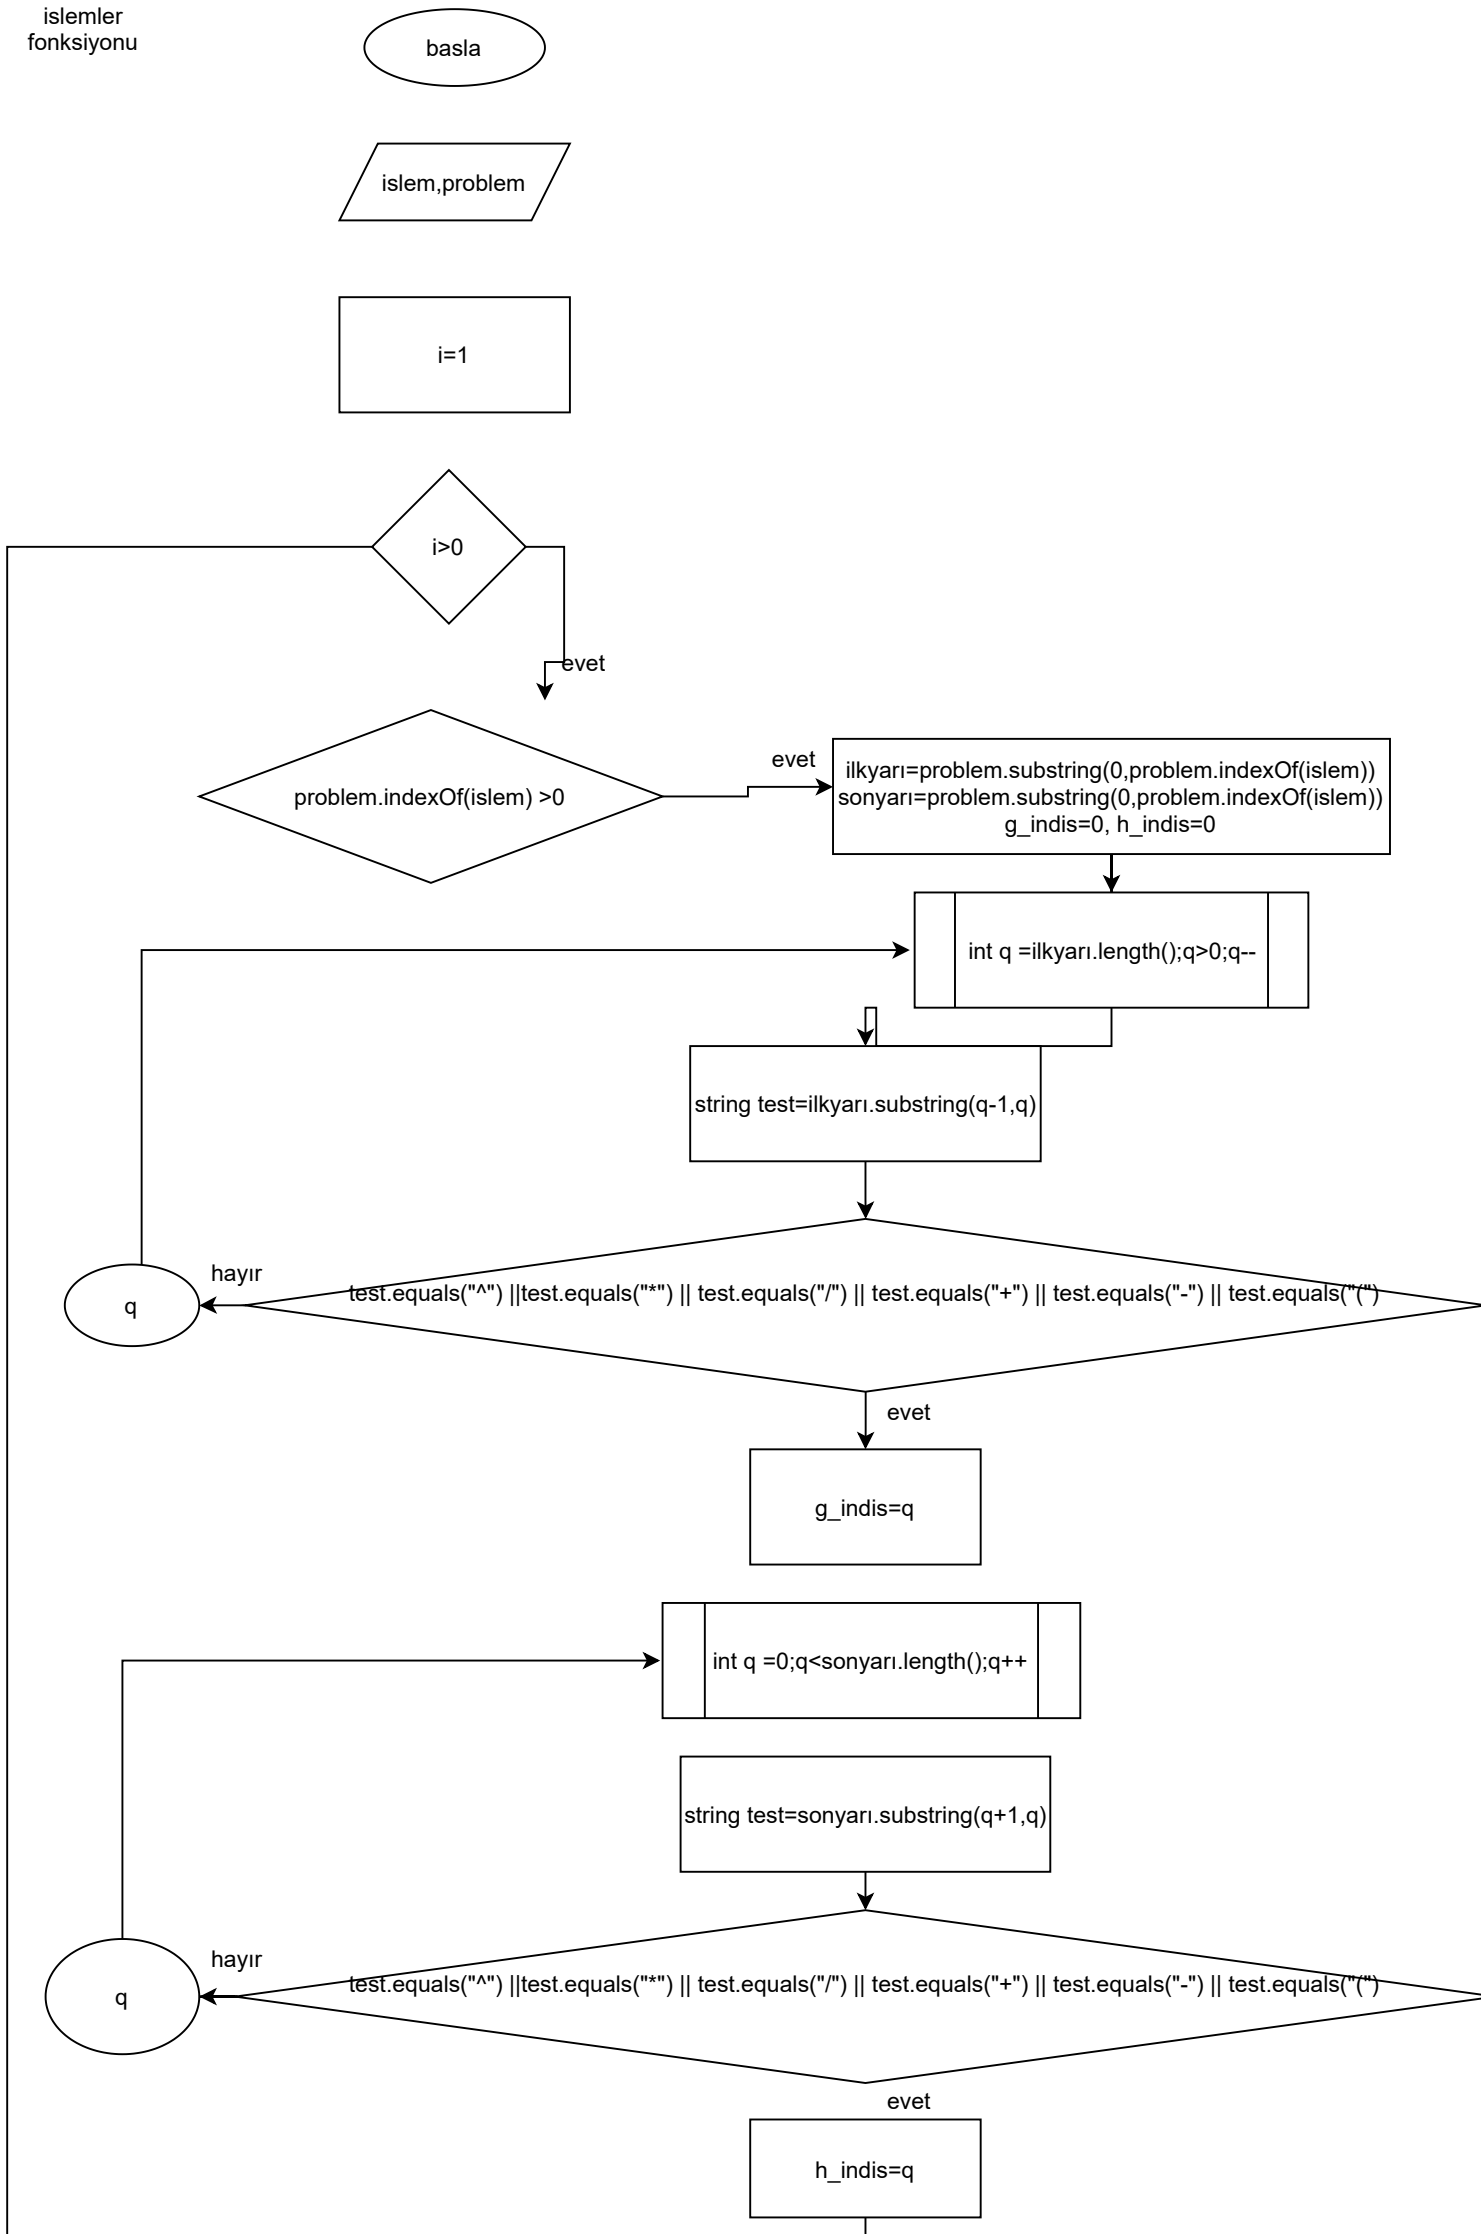 islemler
fonksiyonu
basla
islem,problem
i=1
i>0
evet
problem.indexOf(islem) >0
evet
ilkyarı=problem.substring(0,problem.indexOf(islem))
sonyarı=problem.substring(0,problem.indexOf(islem))
g_indis=0, h_indis=0
int q =ilkyarı.length();q>0;q--
string test=ilkyarı.substring(q-1,q)
hayır
q
test.equals("^") ||test.equals("*") || test.equals("/") || test.equals("+") || test.equals("-") || test.equals("(")
evet
g_indis=q
int q =0;q<sonyarı.length();q++
string test=sonyarı.substring(q+1,q)
hayır
q
test.equals("^") ||test.equals("*") || test.equals("/") || test.equals("+") || test.equals("-") || test.equals("(")
evet
h_indis=q